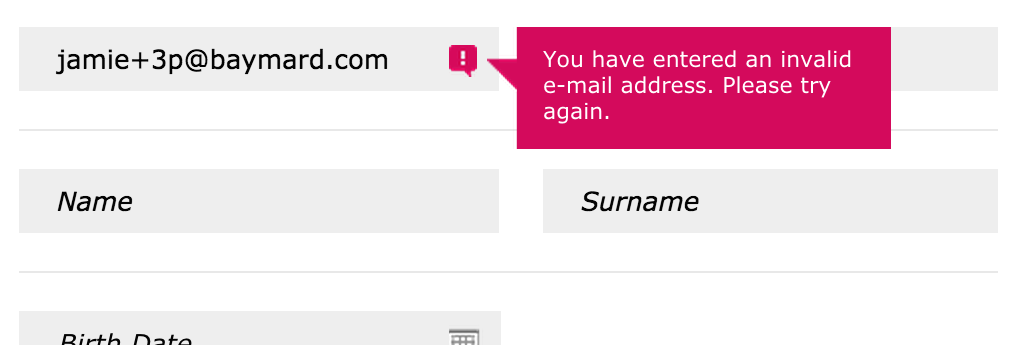 jamie+3p@baymard.com
You have entered an invalid
e-mail address. Please try
again.
Name
Surname
Birth Date